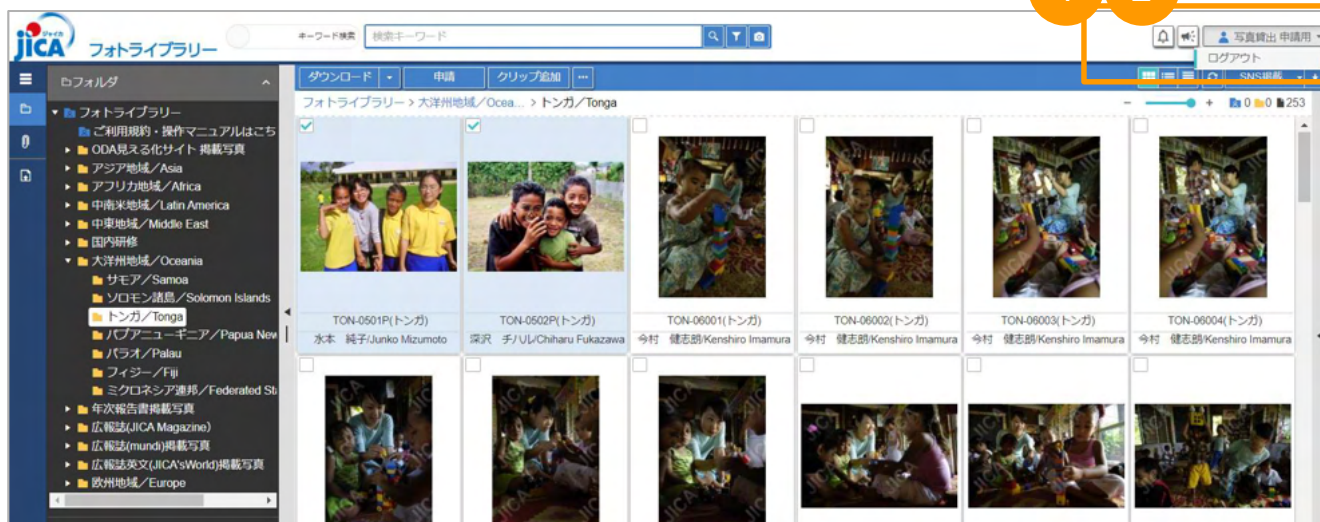 ジャイカ
JICA フォトライブラリー
キーワード検索 検索キーワード
写真貸出 申請用
ログアウト
フォルダ
ダウンロード 申請 クリップ追加 ...
SNS掲載
フォトライブラリー > 大洋州地域/Ocea... > トンガ/Tonga
- + 0 0 253
フォトライブラリー
ご利用規約・操作マニュアルはこち
ODA見える化サイト 掲載写真
アジア地域/Asia
アフリカ地域/Africa
中南米地域/Latin America
中東地域/Middle East
国内研修
大洋州地域/Oceania
サモア/Samoa
ソロモン諸島/Solomon Islands
トンガ/Tonga
パプアニューギニア/Papua New
パラオ/Palau
フィジー/Fiji
ミクロネシア連邦/Federated St
年次報告書掲載写真
広報誌(JICA Magazine)
広報誌(mundi)掲載写真
広報誌英文(JICA'sWorld)掲載写真
欧州地域/Europe
TON-0501P(トンガ)
水本 純子/Junko Mizumoto
TON-0502P(トンガ)
深沢 チハル/Chiharu Fukazawa
TON-06001(トンガ)
今村 健志朗/Kenshiro Imamura
TON-06002(トンガ)
今村 健志朗/Kenshiro Imamura
TON-06003(トンガ)
今村 健志朗/Kenshiro Imamura
TON-06004(トンガ)
今村 健志朗/Kenshiro Imamura